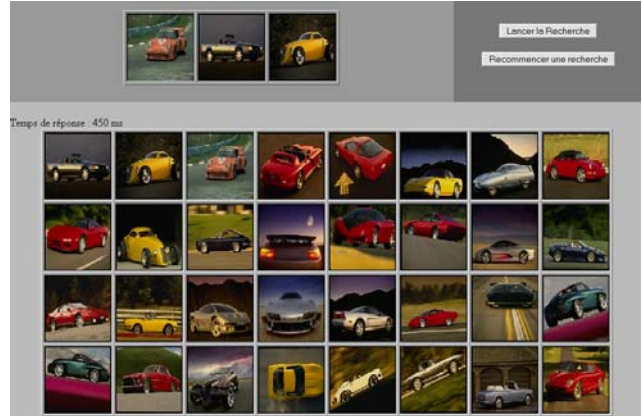 Lancer la Recherche
Recommencer une recherche
Temps de réponse : 450 ms